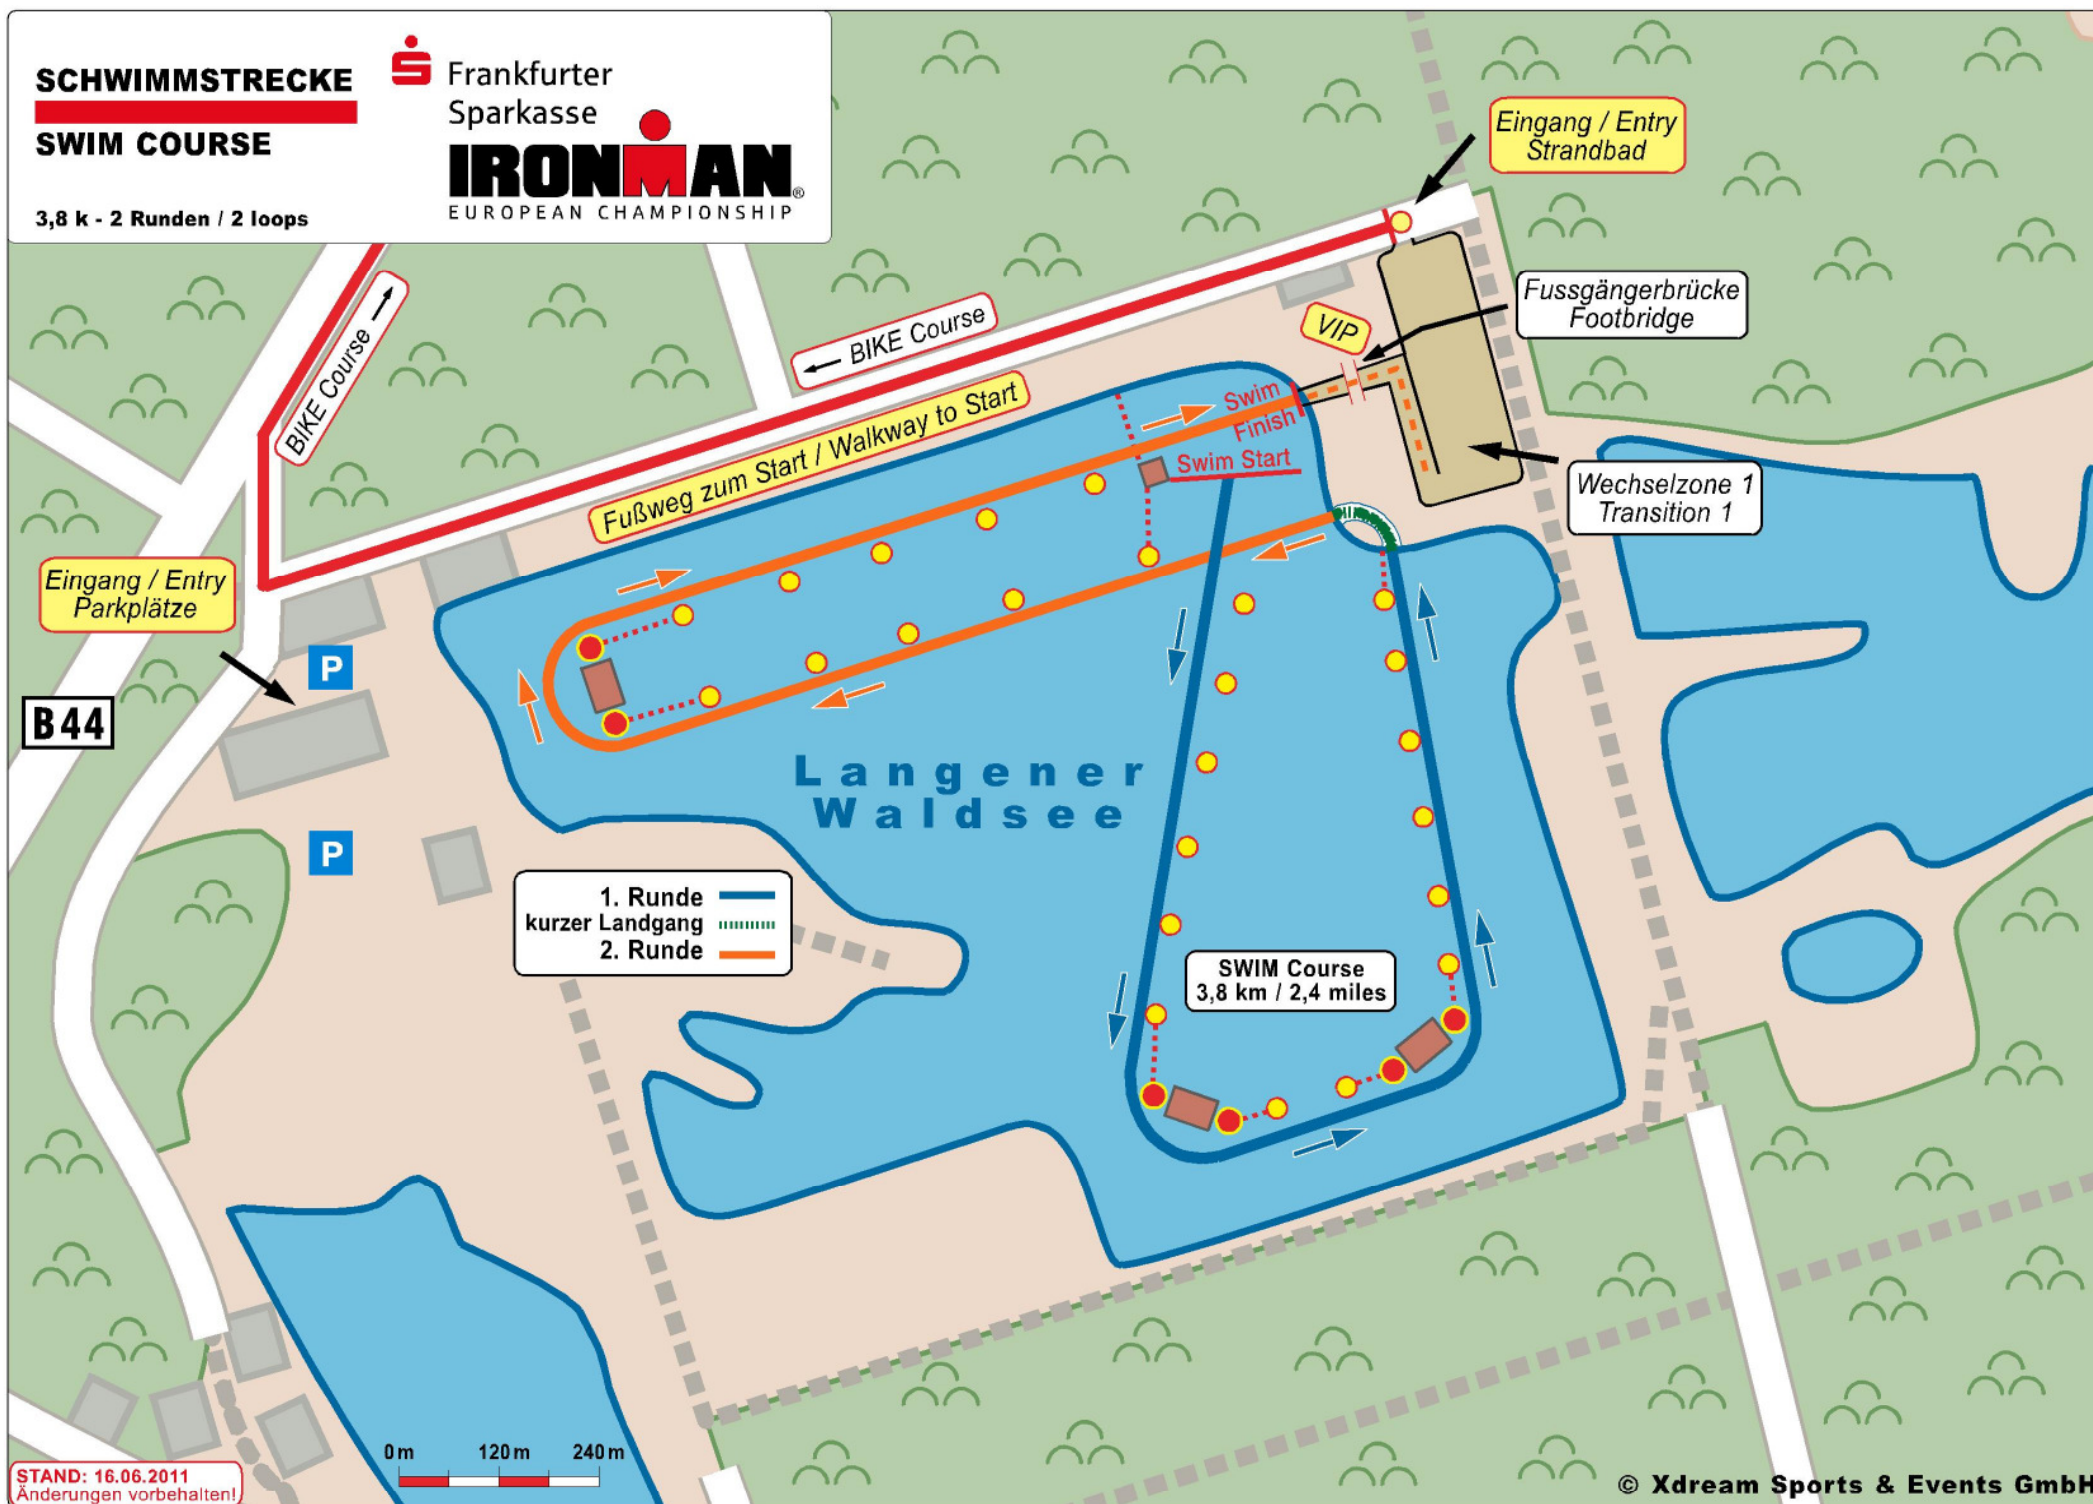 SCHWIMMSTRECKE
SWIM COURSE
3,8 k - 2 Runden / 2 loops
Frankfurter
Sparkasse
IRONMAN®
EUROPEAN CHAMPIONSHIP
Eingang / Entry
Strandbad
BIKE Course
BIKE Course
Fussgängerbrücke
Footbridge
VIP
Fußweg zum Start / Walkway to Start
Swim
Finish
Swim Start
Wechselzone 1
Transition 1
Eingang / Entry
Parkplätze
P
B44
Langener
Waldsee
P
1. Runde
kurzer Landgang
2. Runde
SWIM Course
3,8 km / 2,4 miles
0 m 120 m 240 m
STAND: 16.06.2011
Änderungen vorbehalten!
© Xdream Sports & Events GmbH